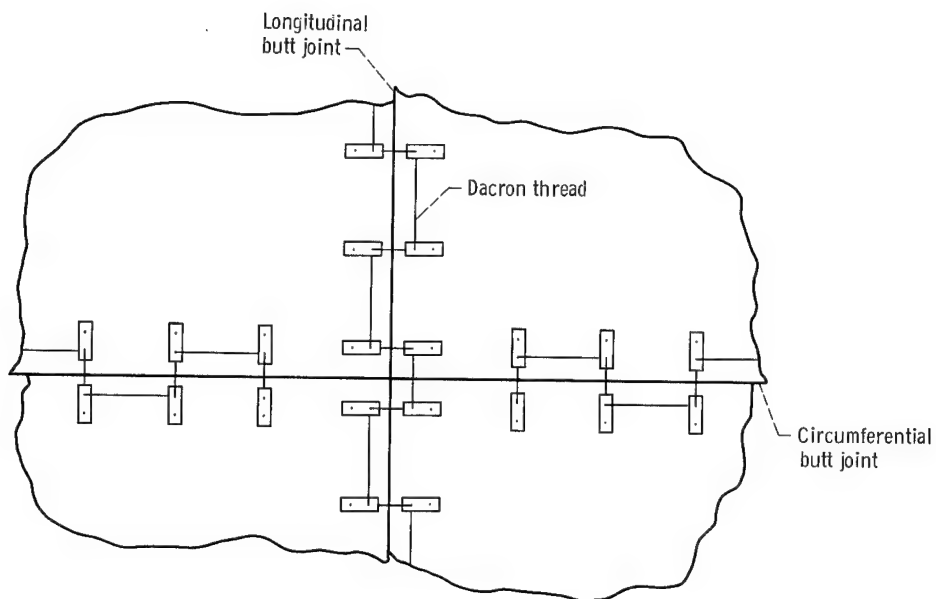 Longitudinal
butt joint
Dacron thread
Circumferential
butt joint